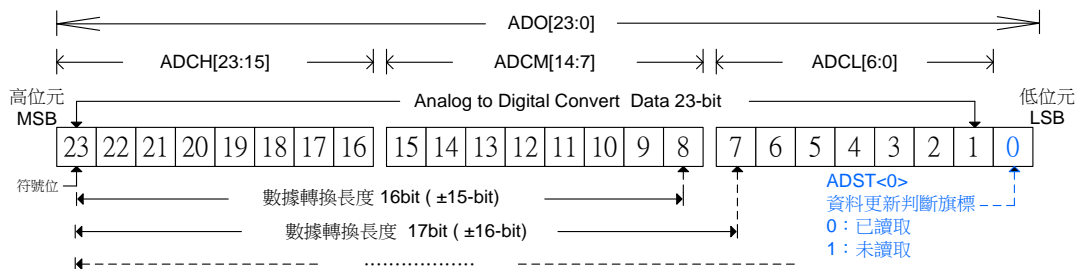 ADO[23:0]
ADCH[23:15] ADCM[14:7] ADCL[6:0]
高位元 MSB
Analog to Digital Convert Data 23-bit
低位元 LSB
23 22 21 20 19 18 17 16 15 14 13 12 11 10 9 8 7 6 5 4 3 2 1 0
符號位
數據轉換長度 16bit ( ±15-bit)
數據轉換長度 17bit ( ±16-bit)
..................
ADST<0>
資料更新判斷旗標
0：已讀取
1：未讀取